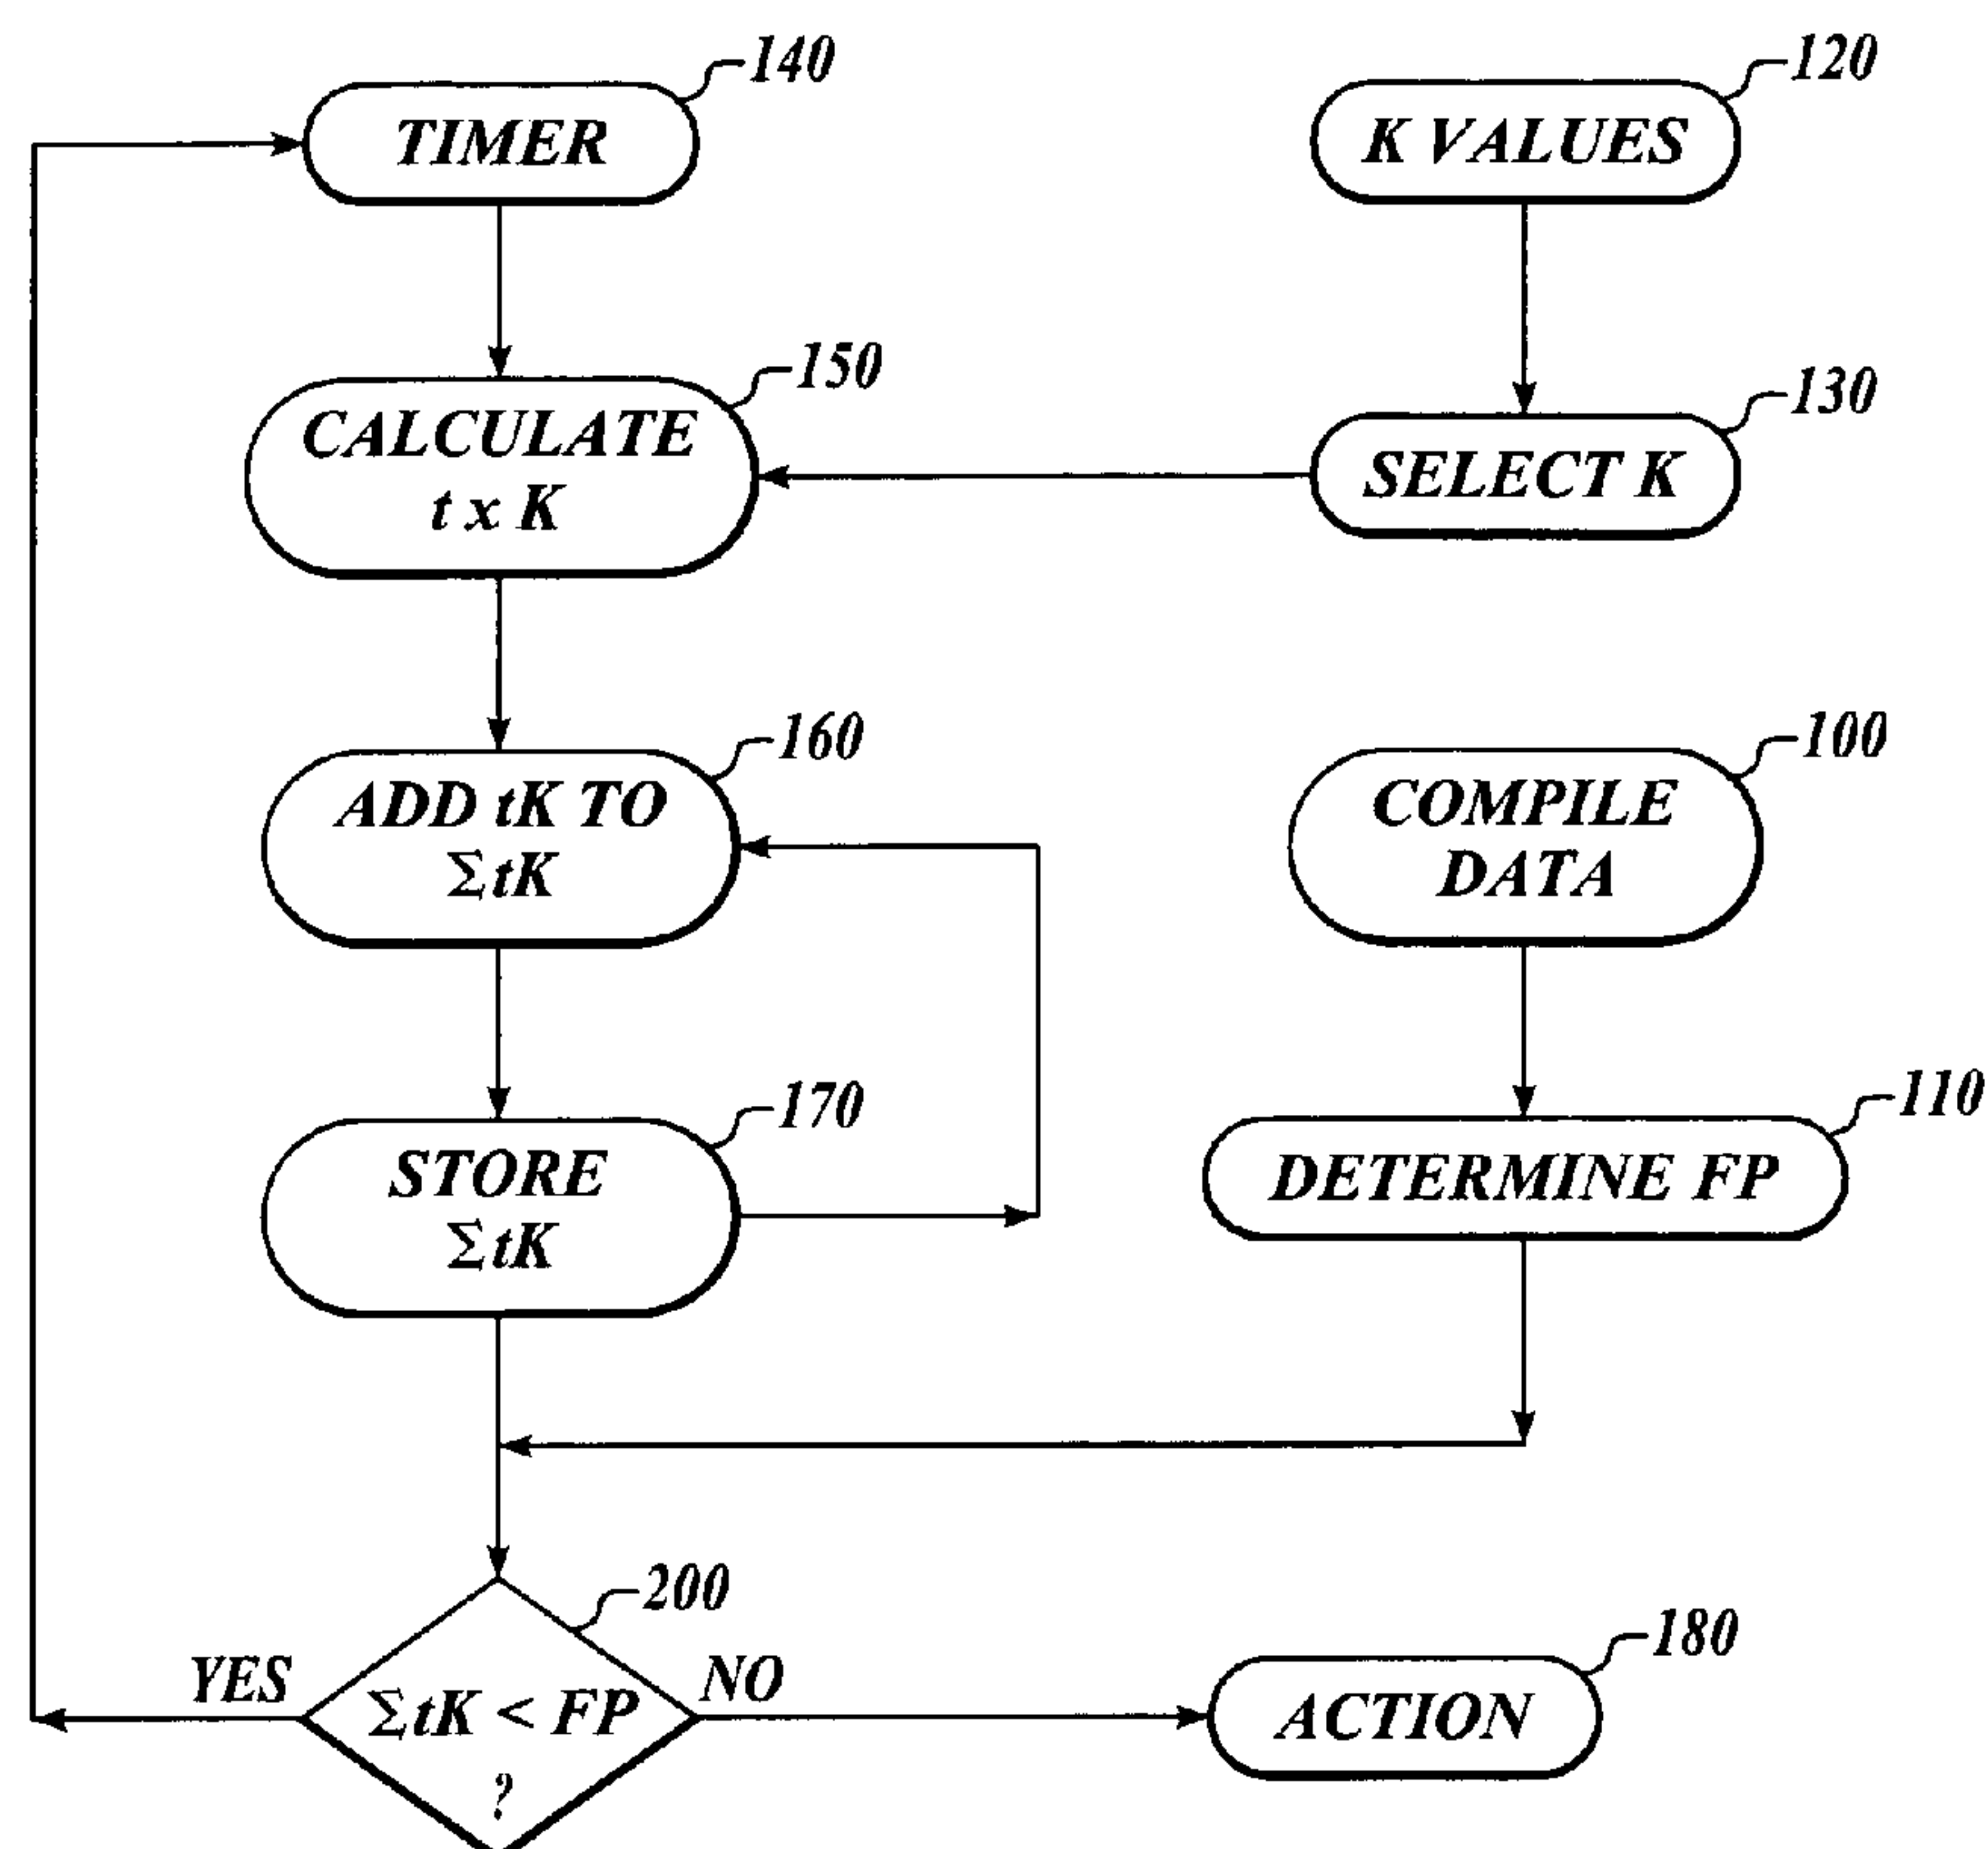 140
TIMER
120
K VALUES
150
CALCULATE
t x K
130
SELECT K
160
ADD tK TO
ΣtK
100
COMPILE
DATA
170
STORE
ΣtK
110
DETERMINE FP
200
YES
ΣtK < FP
?
NO
180
ACTION